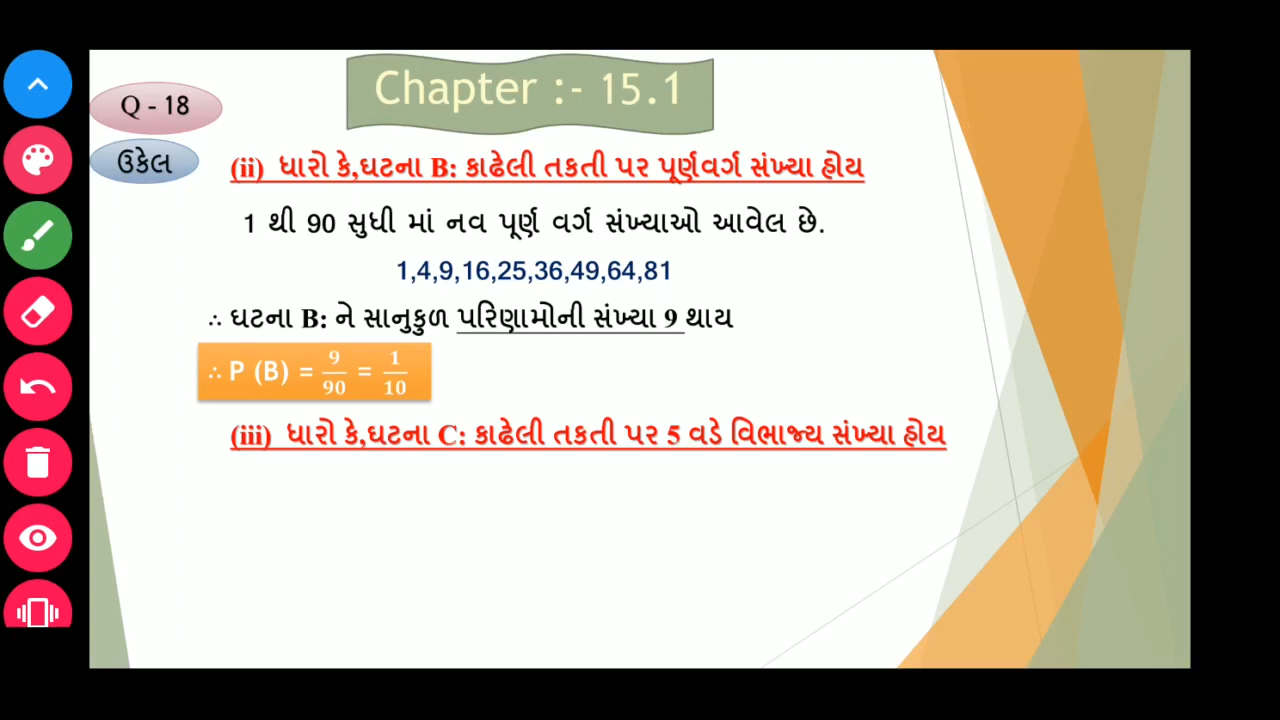 Chapter :- 15.1
Q - 18
ઉકેલ
(ii) ધારો કે,ઘટના B: કાઢેલી તકતી પર પૂર્ણવર્ગ સંખ્યા હોય
1 થી 90 સુધી માં નવ પૂર્ણ વર્ગ સંખ્યાઓ આવેલ છે.
1,4,9,16,25,36,49,64,81
∴ ઘટના B: ને સાનુકુળ પરિણામોની સંખ્યા 9 થાય
∴ P (B) = 9/90 = 1/10
(iii) ધારો કે,ઘટના C: કાઢેલી તકતી પર 5 વડે વિભાજ્ય સંખ્યા હોય